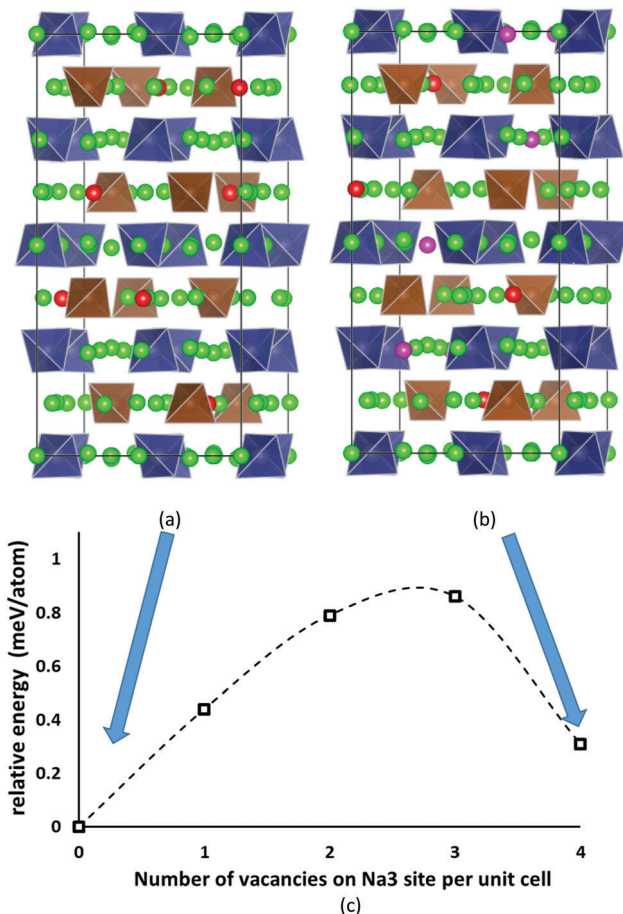 (a)
(b)
relative energy (meV/atom)
1
0.8
0.6
0.4
0.2
0
0
1
2
3
4
Number of vacancies on Na3 site per unit cell
(c)